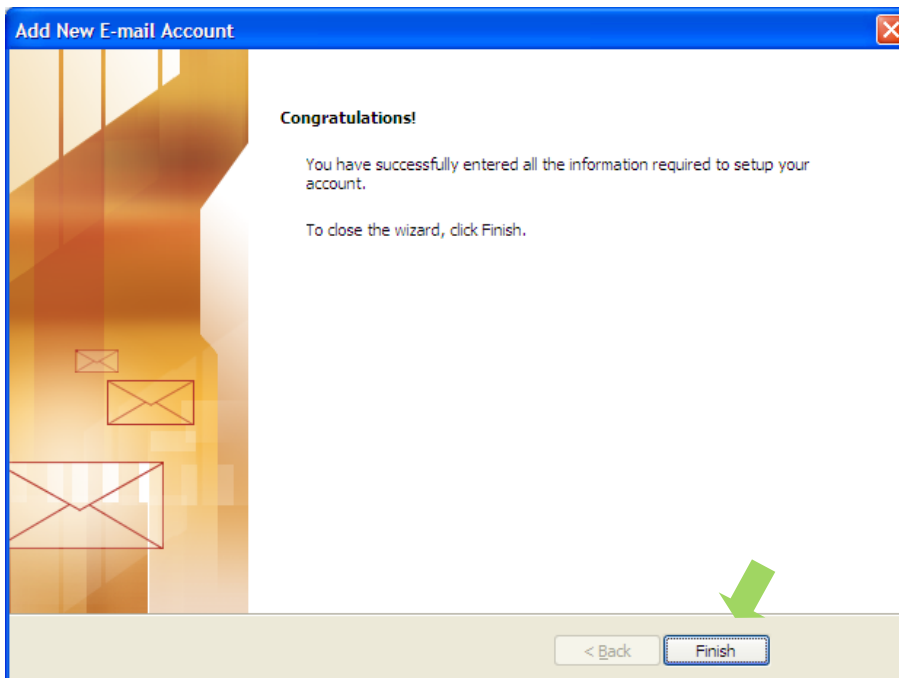 Add New E-mail Account
Congratulations!
You have successfully entered all the information required to setup your
account.
To close the wizard, click Finish.
< Back
Finish